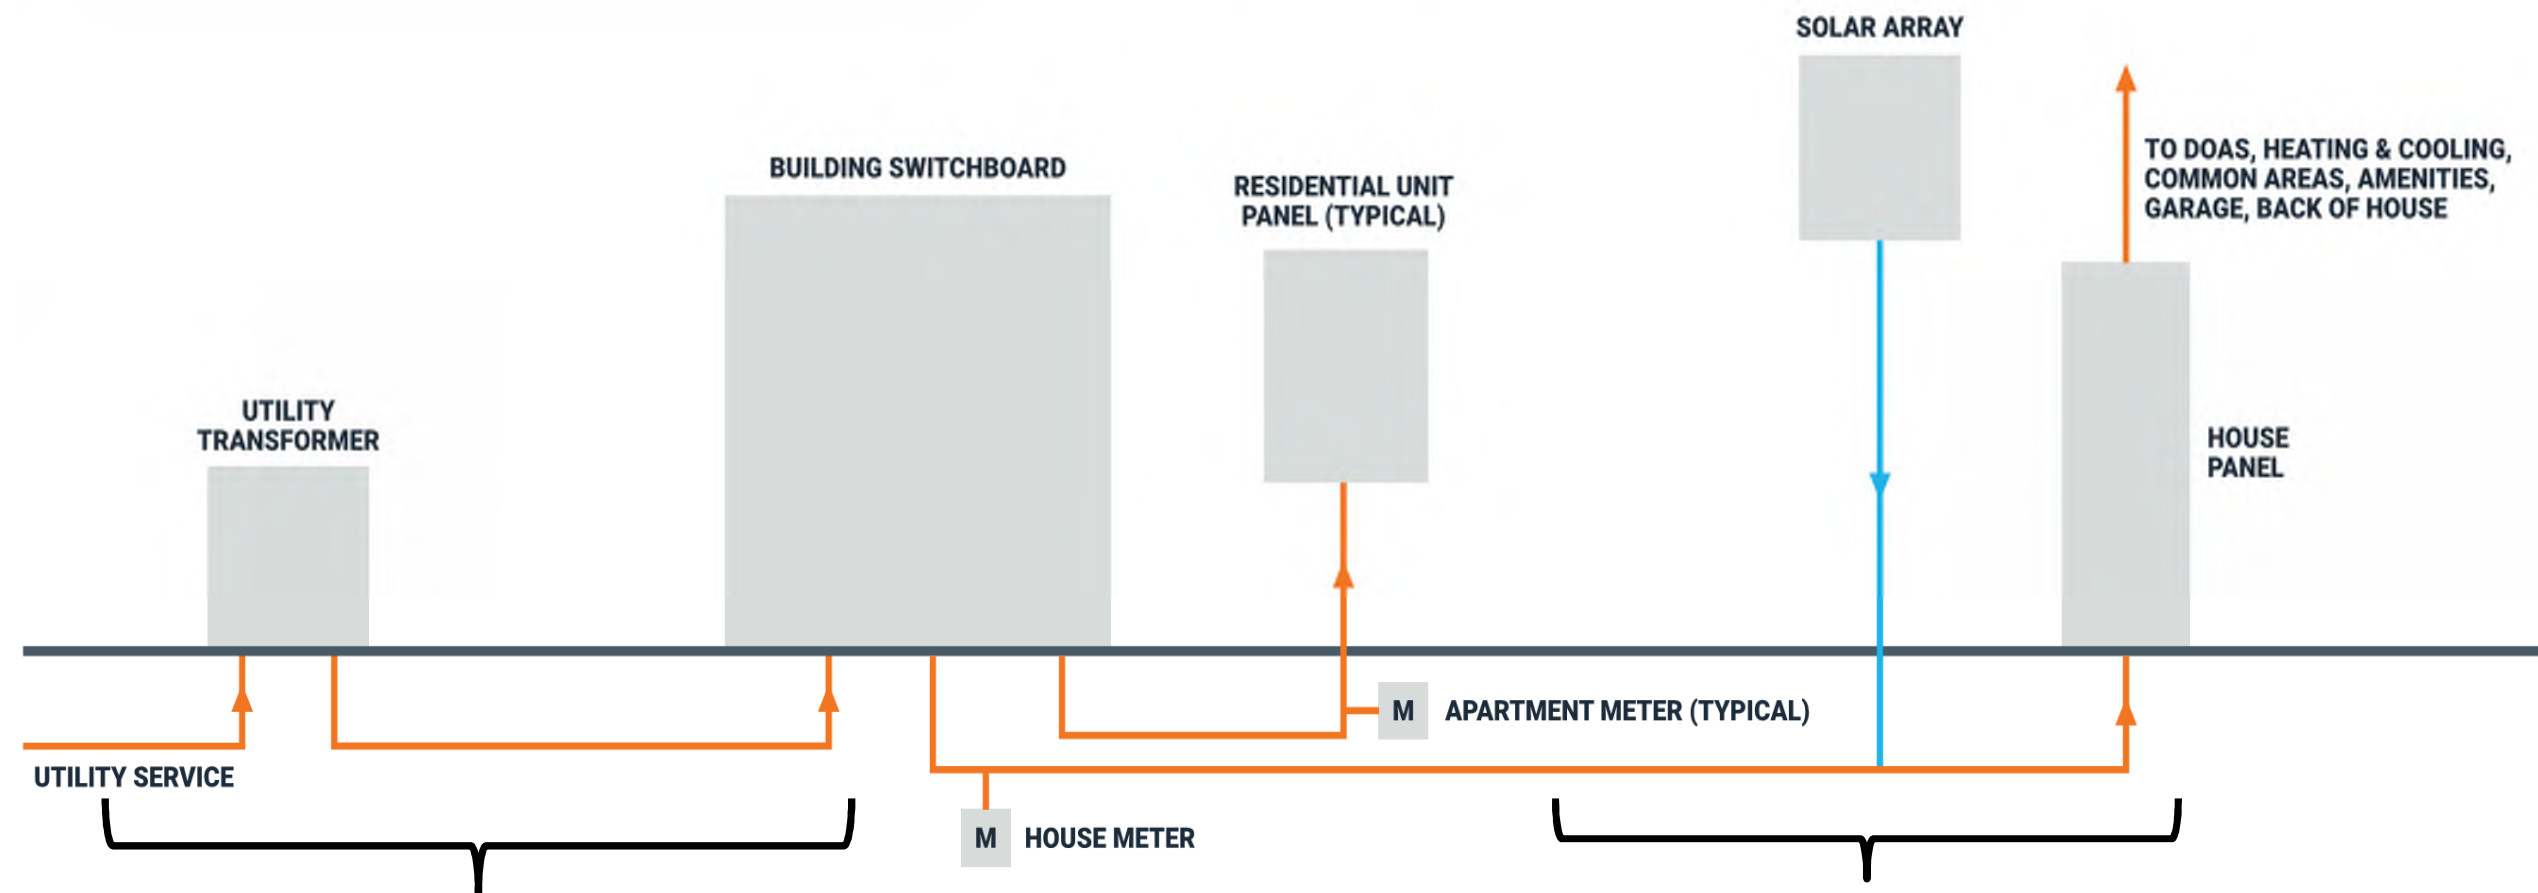 SOLAR ARRAY
TO DOAS, HEATING & COOLING,
COMMON AREAS, AMENITIES,
GARAGE, BACK OF HOUSE
BUILDING SWITCHBOARD
RESIDENTIAL UNIT
PANEL (TYPICAL)
UTILITY
TRANSFORMER
HOUSE
PANEL
M APARTMENT METER (TYPICAL)
UTILITY SERVICE
M HOUSE METER